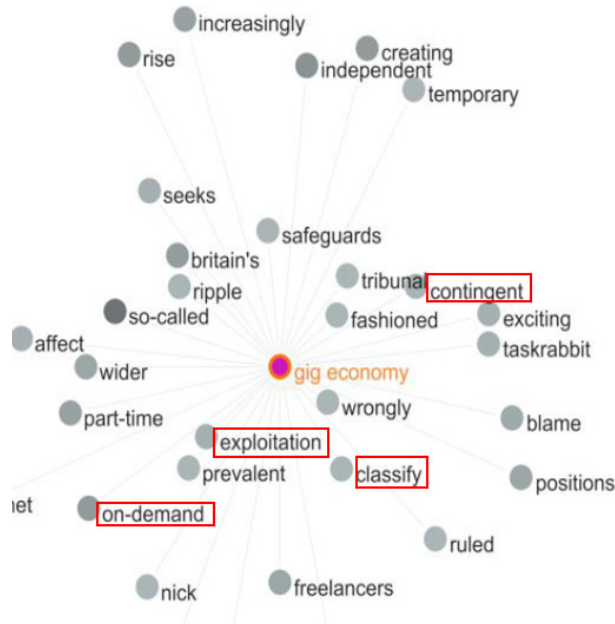 increasingly
rise
creating
independent
temporary
seeks
safeguards
britain's
tribunal
ripple
contingent
so-called
fashioned
exciting
affect
taskrabbit
wider
gig economy
wrongly
part-time
blame
exploitation
prevalent
classify
positions
net
on-demand
ruled
nick
freelancers